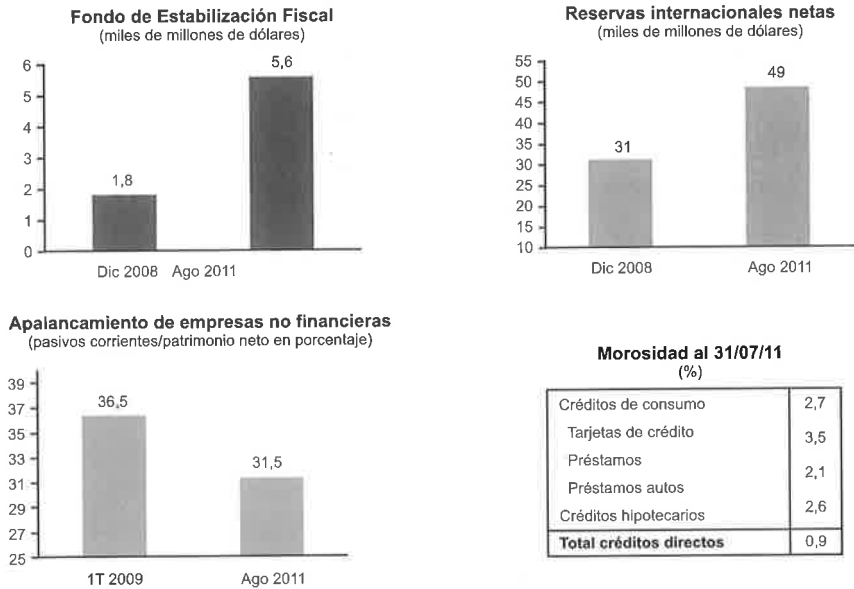 Fondo de Estabilización Fiscal
(miles de millones de dólares)
6
5
4
3
2
1
0
1,8
5,6
Dic 2008 Ago 2011
Reservas internacionales netas
(miles de millones de dólares)
55
50
45
40
35
30
25
20
15
10
31
49
Dic 2008 Ago 2011
Apalancamiento de empresas no financieras
(pasivos corrientes/patrimonio neto en porcentaje)
39
37
35
33
31
29
27
25
36,5
31,5
1T 2009 Ago 2011
Morosidad al 31/07/11
(%)
Créditos de consumo 2,7
Tarjetas de crédito 3,5
Préstamos 2,1
Préstamos autos
Créditos hipotecarios 2,6
Total créditos directos 0,9